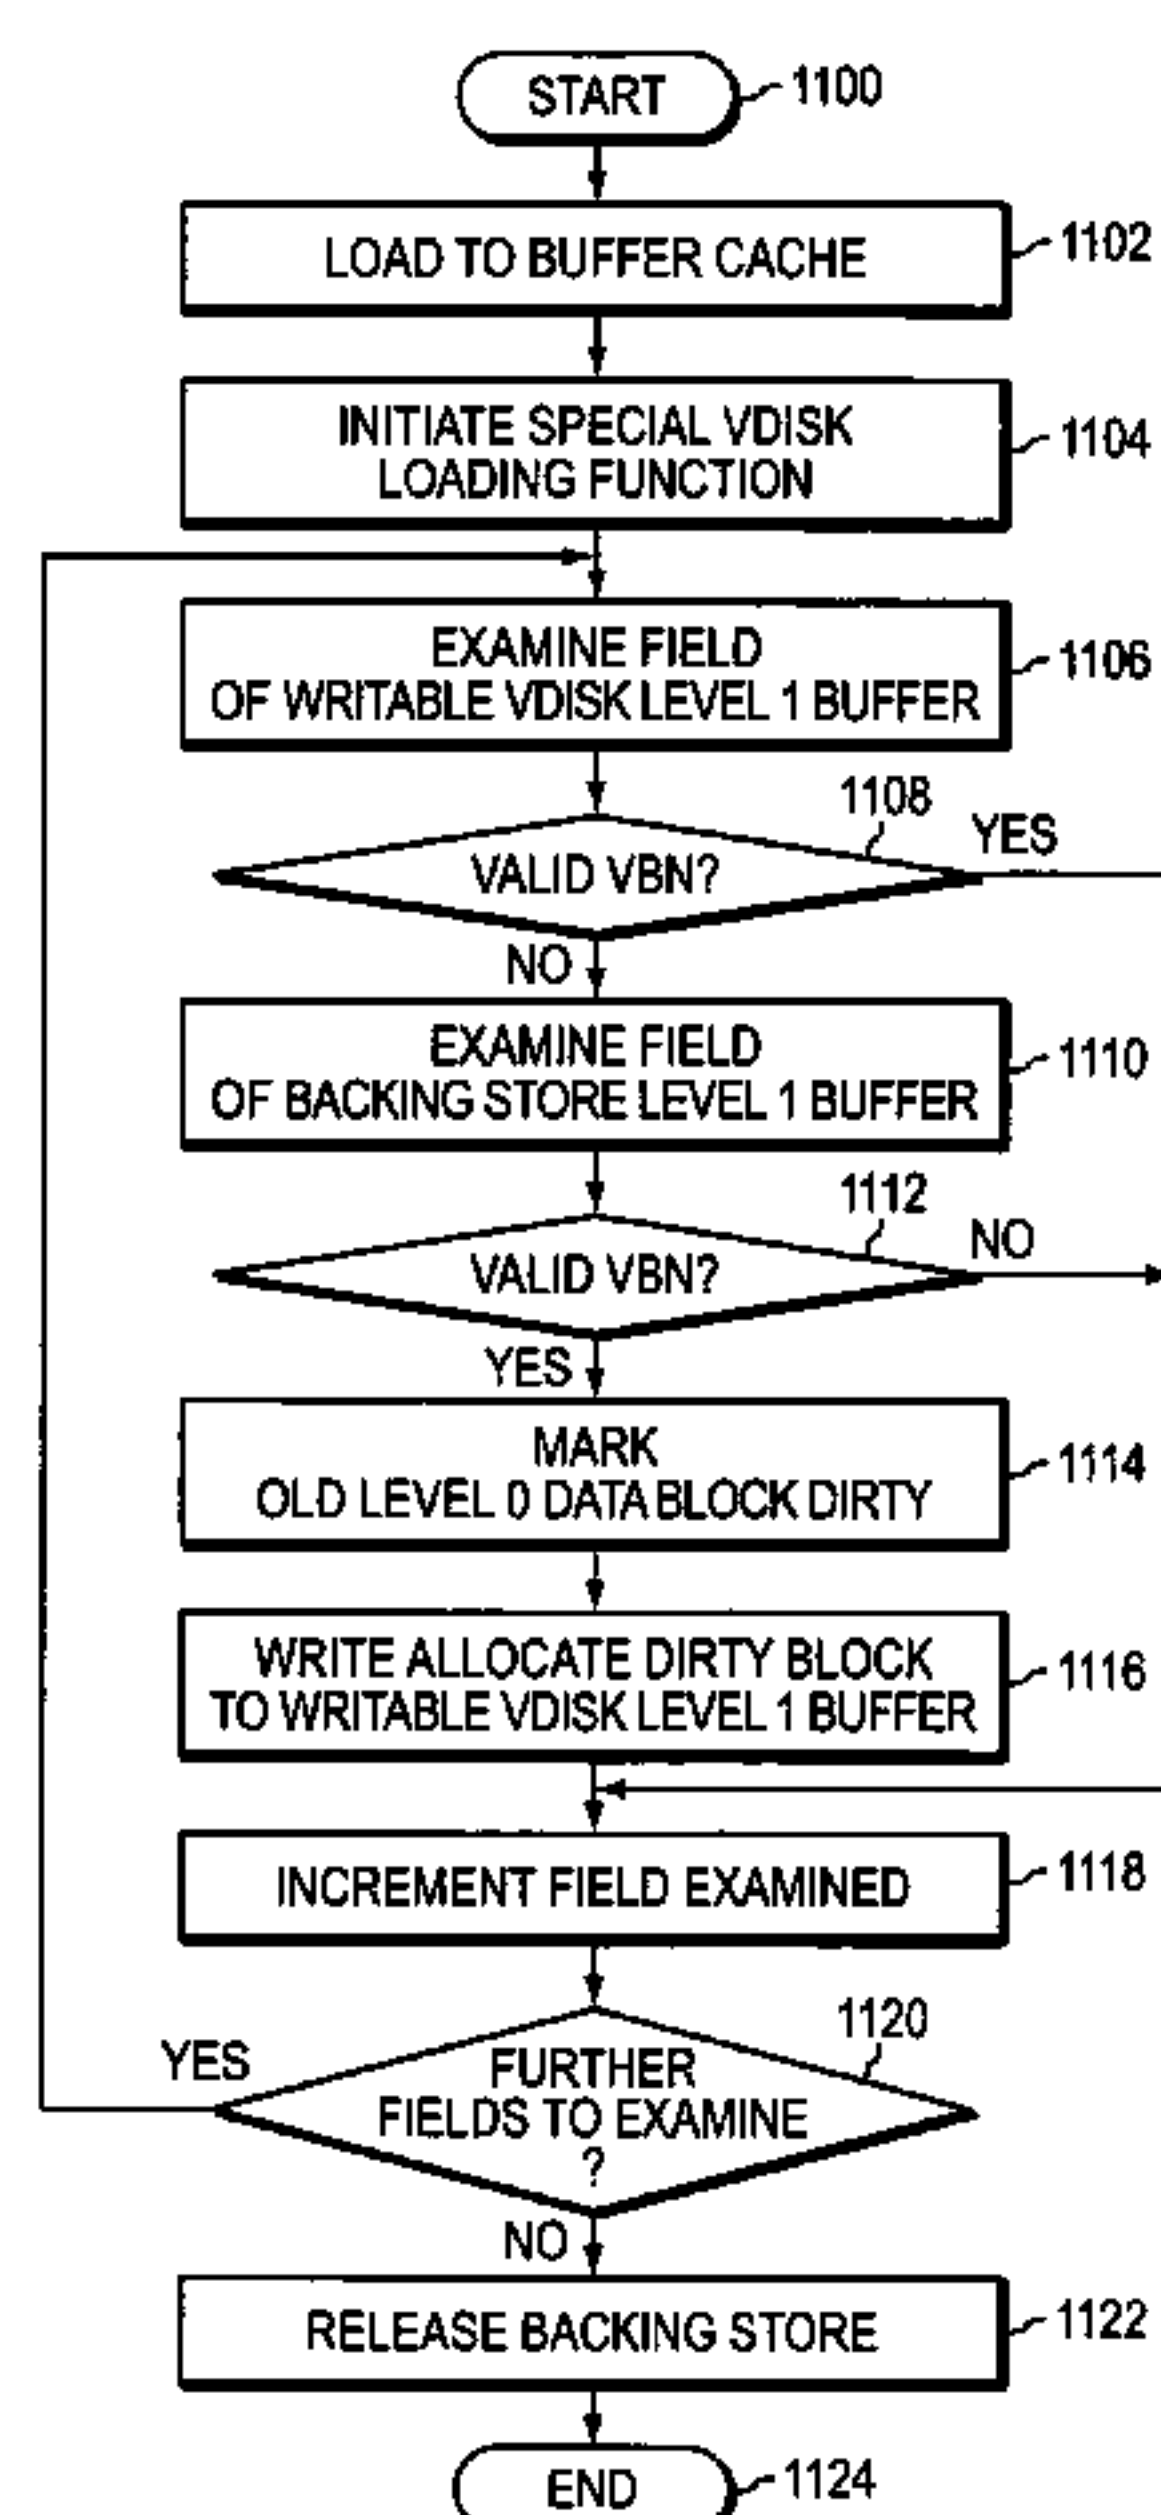 START
1100
LOAD TO BUFFER CACHE
1102
INITIATE SPECIAL VDISK
LOADING FUNCTION
1104
EXAMINE FIELD
OF WRITABLE VDISK LEVEL 1 BUFFER
1106
1108
VALID VBN?
YES
NO
EXAMINE FIELD
OF BACKING STORE LEVEL 1 BUFFER
1110
1112
VALID VBN?
NO
YES
MARK
OLD LEVEL 0 DATA BLOCK DIRTY
1114
WRITE ALLOCATE DIRTY BLOCK
TO WRITABLE VDISK LEVEL 1 BUFFER
1116
INCREMENT FIELD EXAMINED
1118
1120
YES
FURTHER
FIELDS TO EXAMINE
?
NO
RELEASE BACKING STORE
1122
END
1124